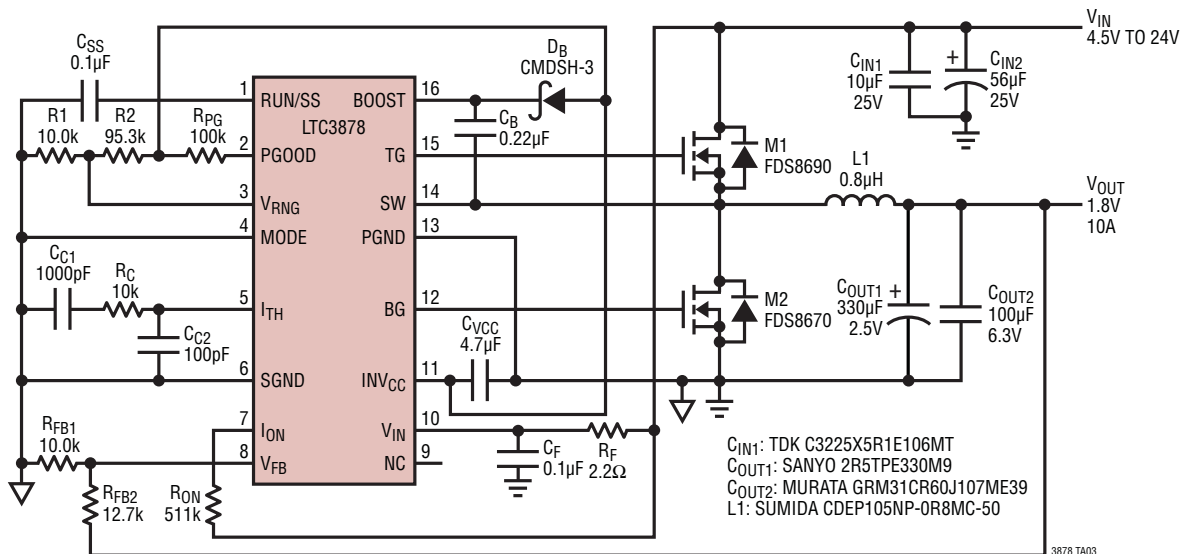 VIN
4.5V TO 24V
CSS
0.1µF
DB
CMDSH-3
CIN1
10µF
25V
+
CIN2
56µF
25V
1
RUN/SS
BOOST
16
R1
10.0k
R2
95.3k
RPG
100k
LTC3878
CB
0.22µF
2
PGOOD
TG
15
M1
FDS8690
L1
0.8µH
3
VRNG
SW
14
VOUT
1.8V
10A
4
MODE
PGND
13
CC1
1000pF
RC
10k
5
ITH
BG
12
M2
FDS8670
COUT1
330µF
2.5V
+
COUT2
100µF
6.3V
CC2
100pF
CVCC
4.7µF
6
SGND
INVCC
11
7
ION
VIN
10
RFB1
10.0k
8
VFB
NC
9
CF
0.1µF
RF
2.2Ω
RFB2
12.7k
RON
511k
CIN1: TDK C3225X5R1E106MT
COUT1: SANYO 2R5TPE330M9
COUT2: MURATA GRM31CR60J107ME39
L1: SUMIDA CDEP105NP-0R8MC-50
3878 TA03